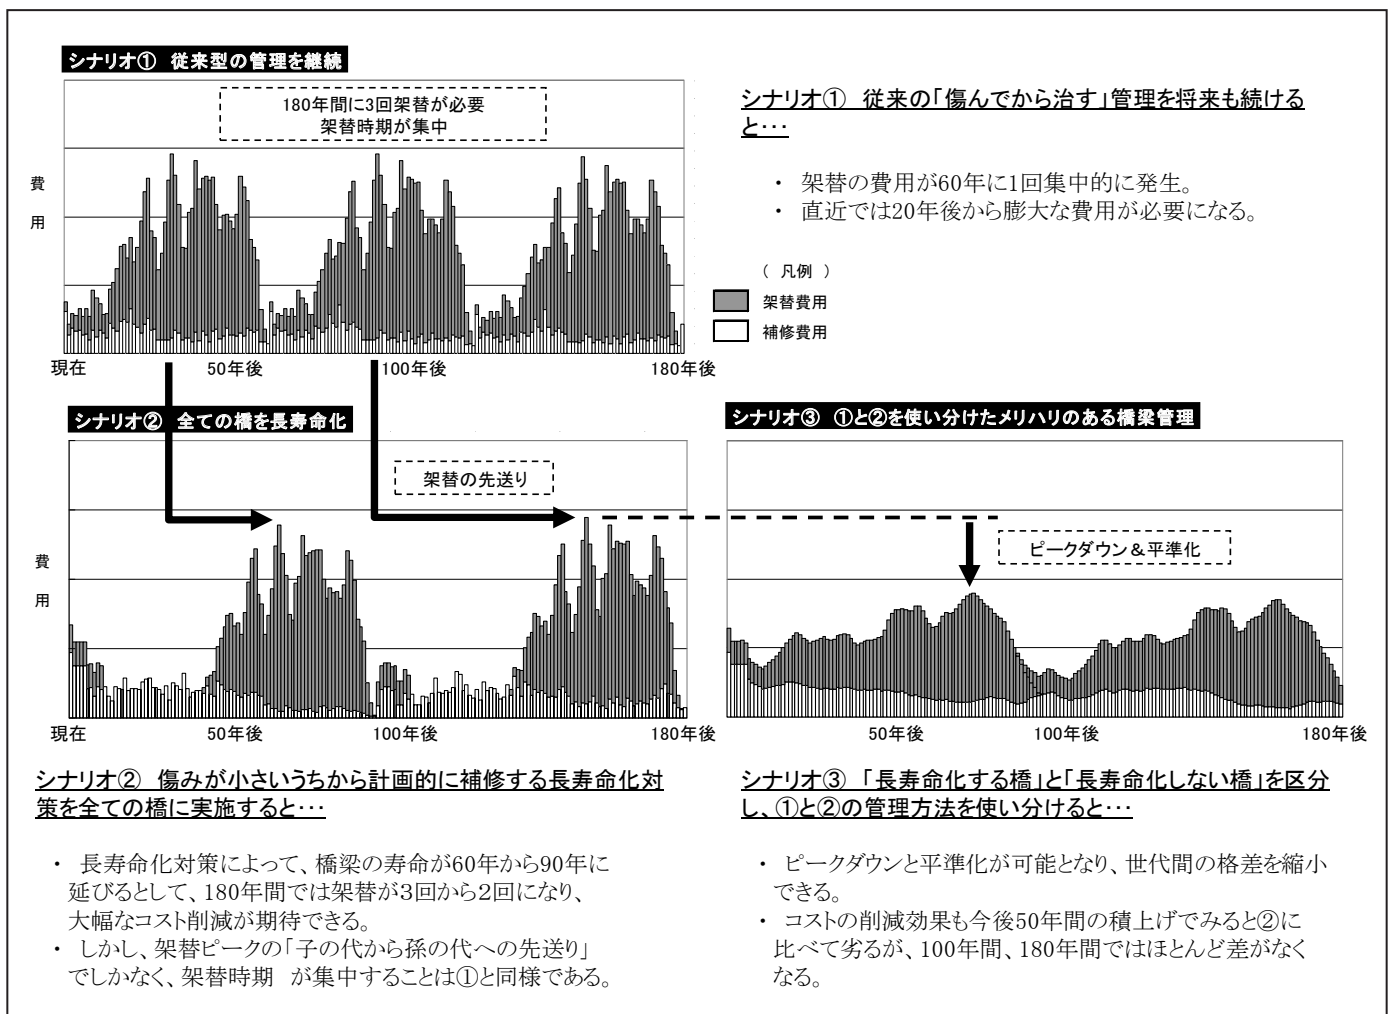 シナリオ① 従来型の管理を継続
180年間に3回架替が必要
架替時期が集中
費
用
現在
50年後
100年後
180年後
シナリオ① 従来の「傷んでから治す」管理を将来も続ける
と・・・
・ 架替の費用が60年に1回集中的に発生。
・ 直近では20年後から膨大な費用が必要になる。
( 凡例 )
架替費用
補修費用
シナリオ② 全ての橋を長寿命化
架替の先送り
費
用
現在
50年後
100年後
180年後
シナリオ③ ①と②を使い分けたメリハリのある橋梁管理
ピークダウン&平準化
50年後
100年後
180年後
シナリオ② 傷みが小さいうちから計画的に補修する長寿命化対
策を全ての橋に実施すると・・・
・ 長寿命化対策によって、橋梁の寿命が60年から90年に
延びるとして、180年間では架替が3回から2回になり、
大幅なコスト削減が期待できる。
・ しかし、架替ピークの「子の代から孫の代への先送り」
でしかなく、架替時期 が集中することは①と同様である。
シナリオ③ 「長寿命化する橋」と「長寿命化しない橋」を区分
し、①と②の管理方法を使い分けると・・・
・ ピークダウンと平準化が可能となり、世代間の格差を縮小
できる。
・ コストの削減効果も今後50年間の積上げでみると②に
比べて劣るが、100年間、180年間ではほとんど差がなく
なる。